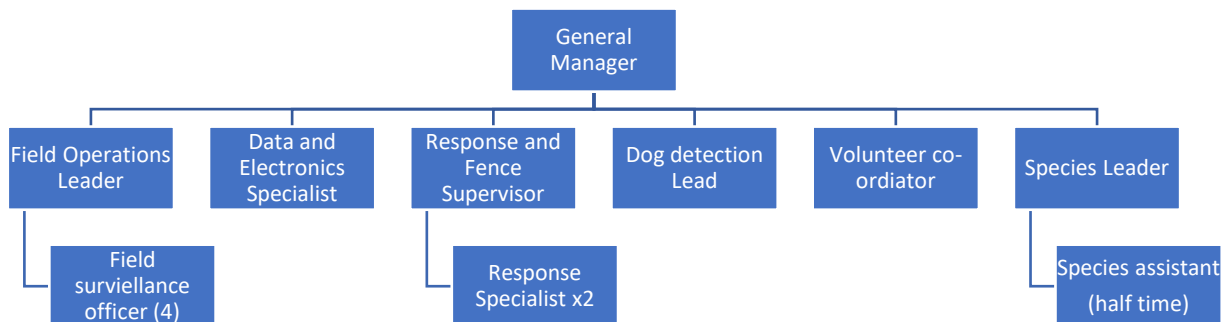 General
Manager
Field Operations
Leader
Data and
Electronics
Specialist
Response and
Fence
Supervisor
Dog detection
Lead
Volunteer co-
ordiator
Species Leader
Field
surviellance
officer (4)
Response
Specialist x2
Species assistant
(half time)